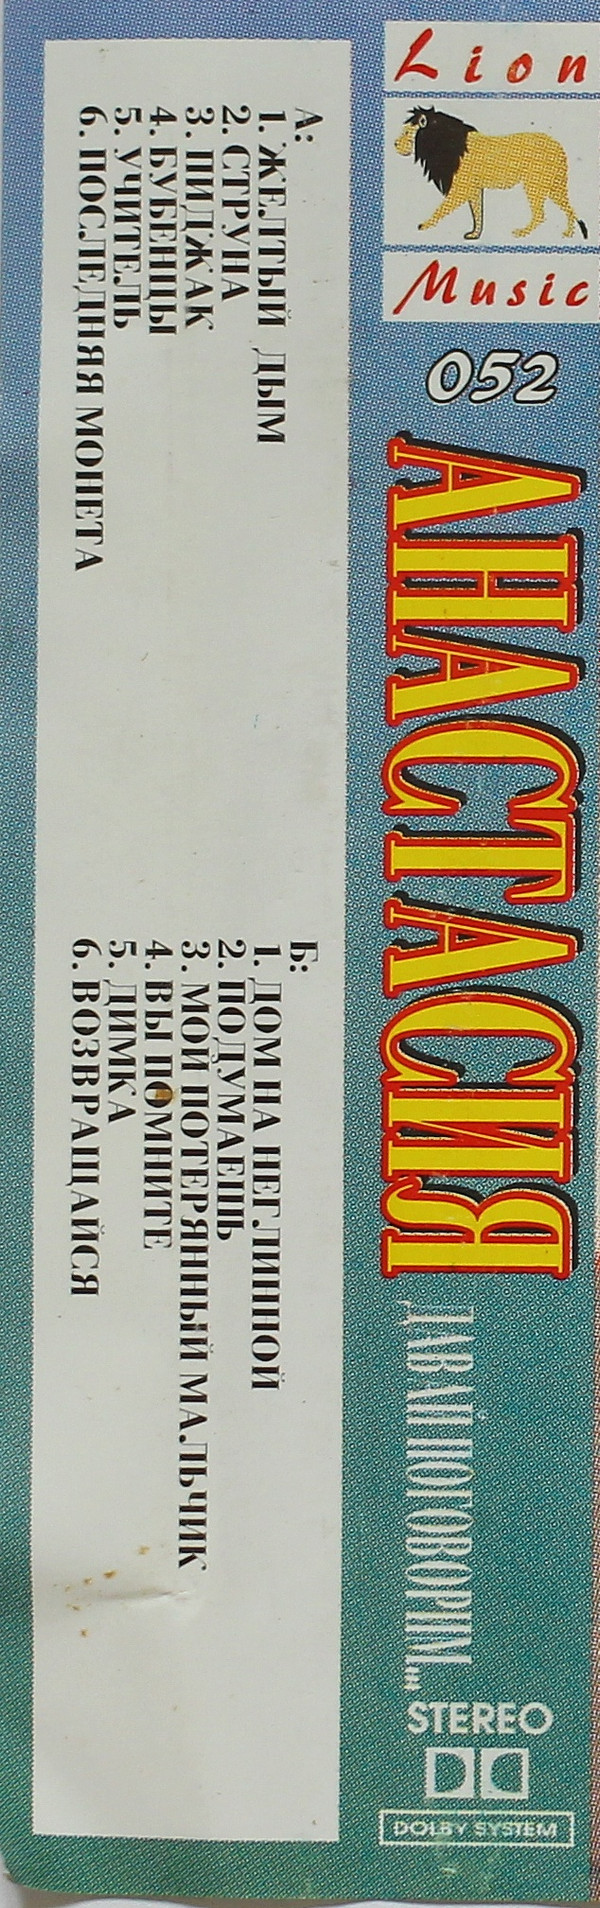 Lion
Music
052
АНАСТАСИЯ
ДАВАЙ ПОГОВОРИМ...
STEREO
DOLBY SYSTEM
А:
1. ЖЕЛТЫЙ ДЫМ
2. СТРУНА
3. ПИДЖАК
4. БУБЕНЦЫ
5. УЧИТЕЛЬ
6. ПОСЛЕДНЯЯ МОНЕТА
Б:
1. ДОМ НА НЕГЛИННОЙ
2. ПОДУМАЕШЬ
3. МОЙ ПОТЕРЯННЫЙ МАЛЬЧИК
4. ВЫ ПОМНИТЕ
5. ДИМКА
6. ВОЗВРАЩАЙСЯ